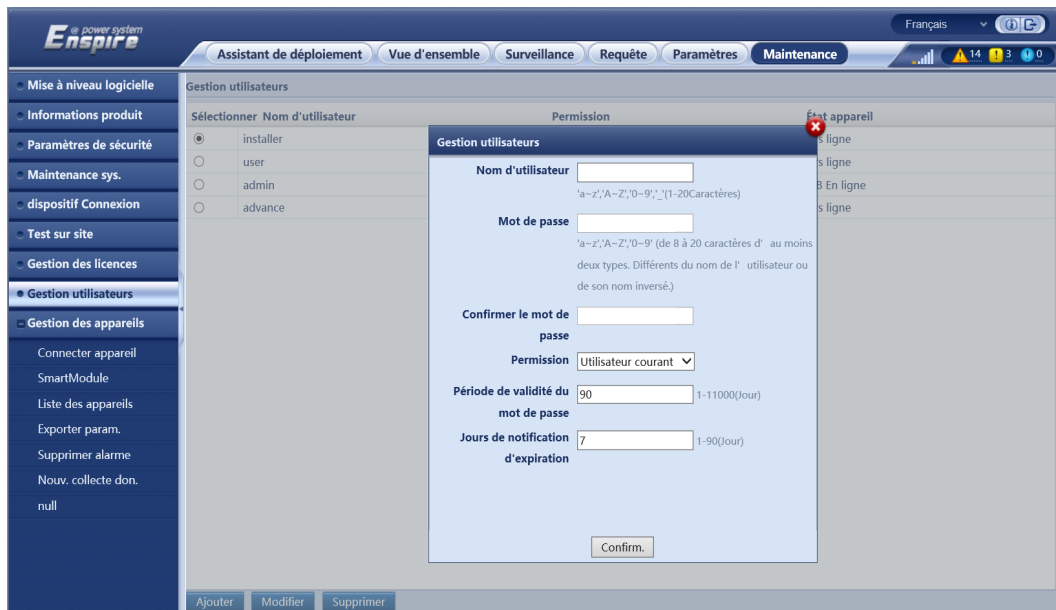 e power system
Enspire
Français
Assistant de déploiement
Vue d'ensemble
Surveillance
Requête
Paramètres
Maintenance
14
3
0
Mise à niveau logicielle
Informations produit
Paramètres de sécurité
Maintenance sys.
dispositif Connexion
Test sur site
Gestion des licences
Gestion utilisateurs
Gestion des appareils
Connecter appareil
SmartModule
Liste des appareils
Exporter param.
Supprimer alarme
Nouv. collecte don.
null
Gestion utilisateurs
Sélectionner Nom d'utilisateur Permission État appareil
installer s ligne
user s ligne
admin B En ligne
advance s ligne
Gestion utilisateurs
Nom d'utilisateur
'a~z','A~Z','0~9','_'(1-20Caractères)
Mot de passe
'a~z','A~Z','0~9' (de 8 à 20 caractères d' au moins
deux types. Différents du nom de l' utilisateur ou
de son nom inversé.)
Confirmer le mot de
passe
Permission Utilisateur courant
Période de validité du
mot de passe
90 1-11000(Jour)
Jours de notification
d'expiration
7 1-90(Jour)
Confirm.
Ajouter
Modifier
Supprimer